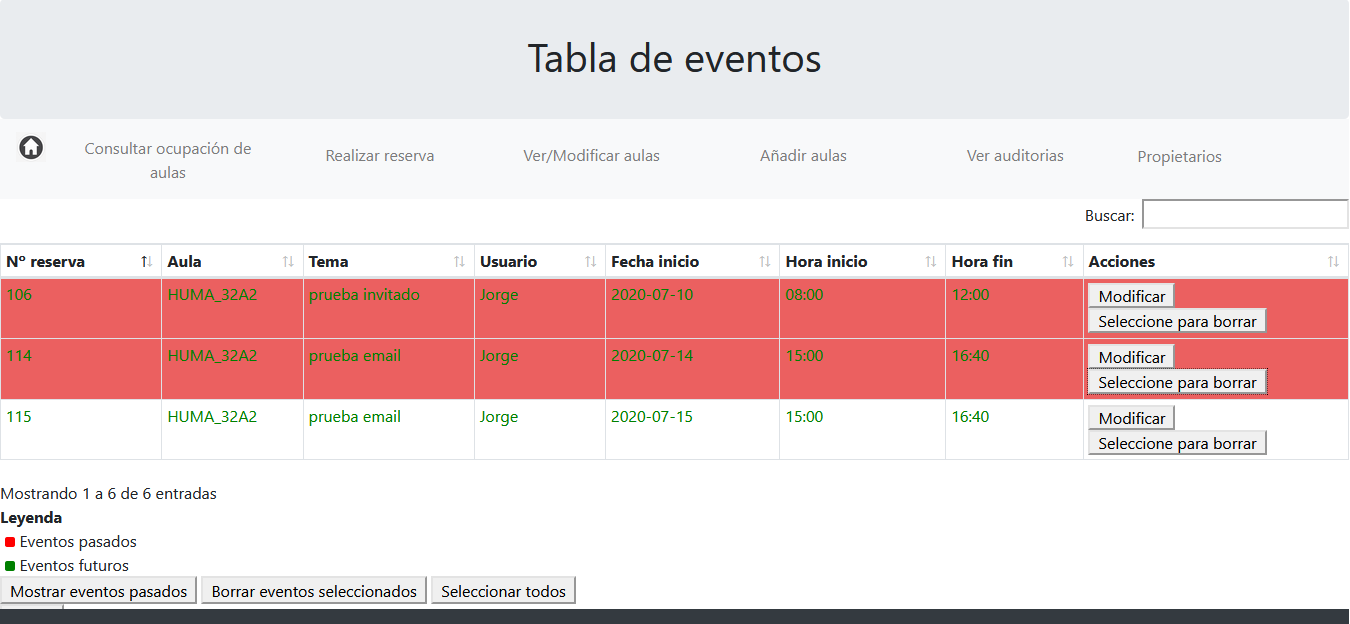 Tabla de eventos
Consultar ocupación de aulas Realizar reserva Ver/Modificar aulas Añadir aulas Ver auditorias Propietarios
Buscar:
Nº reserva Aula Tema Usuario Fecha inicio Hora inicio Hora fin Acciones
106 HUMA_32A2 prueba invitado Jorge 2020-07-10 08:00 12:00 Modificar
Seleccione para borrar
114 HUMA_32A2 prueba email Jorge 2020-07-14 15:00 16:40 Modificar
Seleccione para borrar
115 HUMA_32A2 prueba email Jorge 2020-07-15 15:00 16:40 Modificar
Seleccione para borrar
Mostrando 1 a 6 de 6 entradas
Leyenda
Eventos pasados
Eventos futuros
Mostrar eventos pasados Borrar eventos seleccionados Seleccionar todos